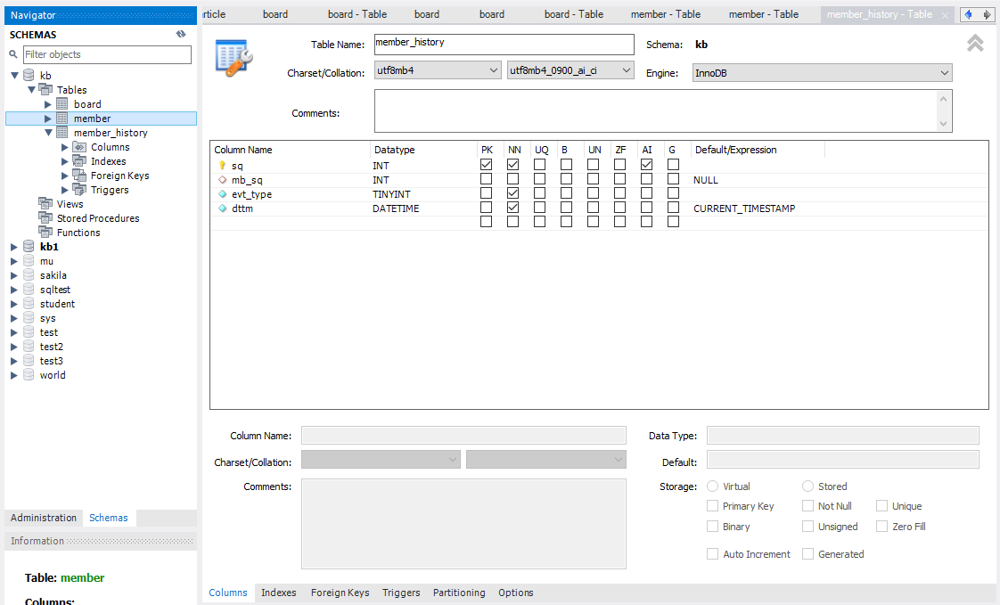 Navigator
SCHEMAS
Filter objects
kb
Tables
board
member
member_history
Columns
Indexes
Foreign Keys
Triggers
Views
Stored Procedures
Functions
kb1
mu
sakila
sqltest
student
sys
test
test2
test3
world
Administration Schemas
Information
Table: member
Columns:
rticle board board - Table board board board - Table member - Table member - Table member_history - Table
Table Name: member_history Schema: kb
Charset/Collation: utf8mb4 utf8mb4_0900_ai_ci Engine: InnoDB
Comments:
Column Name Datatype PK NN UQ B UN ZF AI G Default/Expression
sq INT
mb_sq INT NULL
evt_type TINYINT
dttm DATETIME CURRENT_TIMESTAMP
Column Name: Data Type:
Charset/Collation: Default:
Comments: Storage: Virtual Stored
Primary Key Not Null Unique
Binary Unsigned Zero Fill
Auto Increment Generated
Columns Indexes Foreign Keys Triggers Partitioning Options